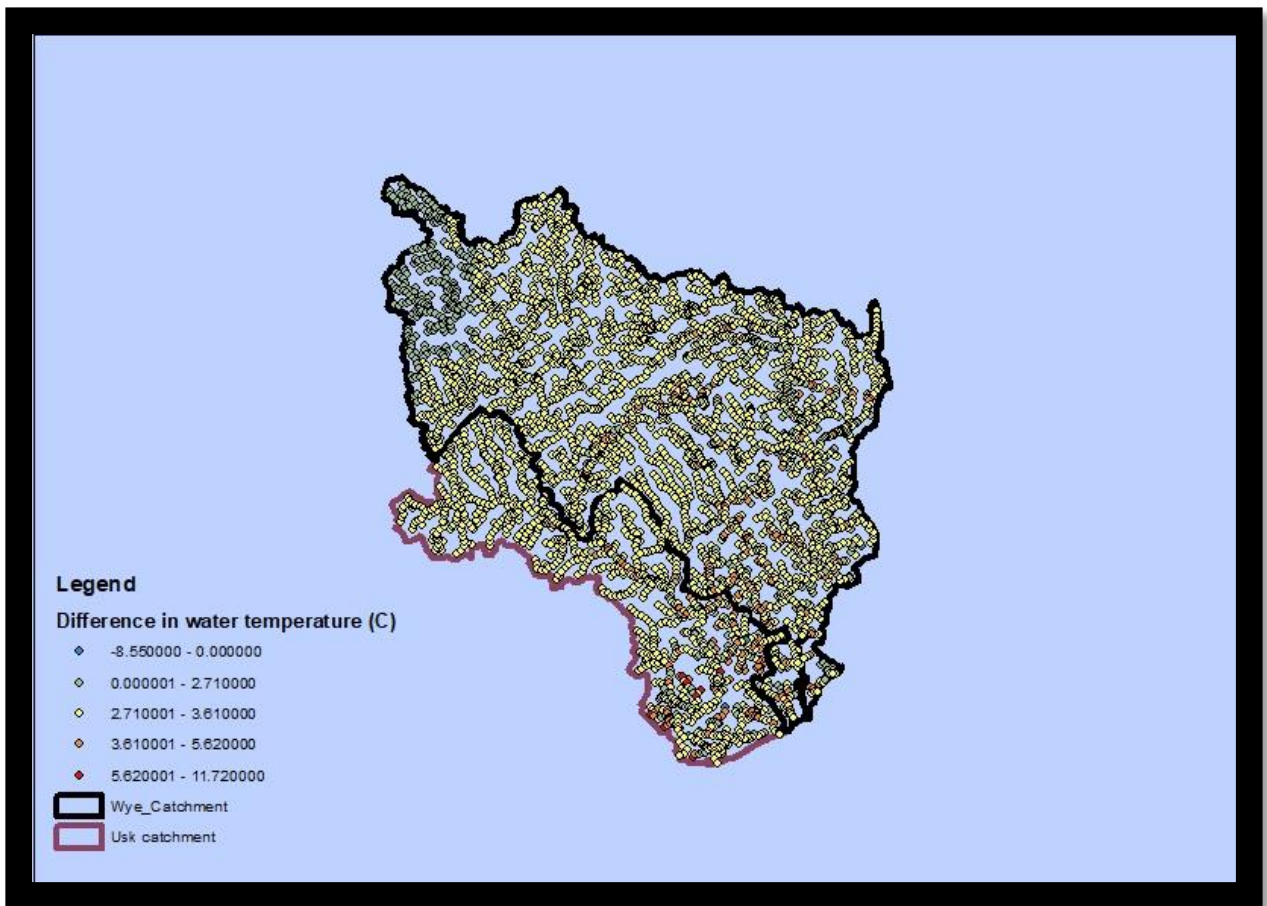 Legend
Difference in water temperature (C)
-8.550000 - 0.000000
0.000001 - 2.710000
2.710001 - 3.610000
3.610001 - 5.620000
5.620001 - 11.720000
Wye_Catchment
Usk catchment